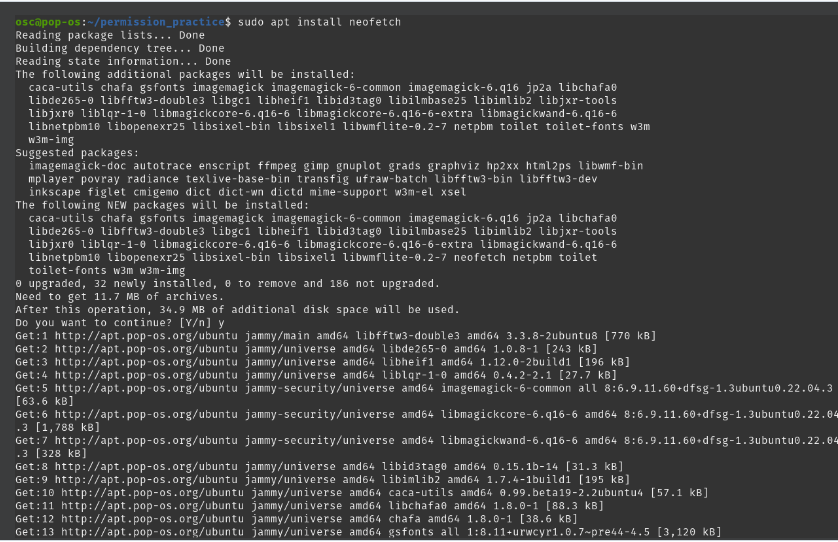 osc@pop-os:~/permission_practice$ sudo apt install neofetch
Reading package lists... Done
Building dependency tree... Done
Reading state information... Done
The following additional packages will be installed:
  caca-utils chafa gsfonts imagemagick imagemagick-6-common imagemagick-6.q16 jp2a libchafa0
  libde265-0 libfftw3-double3 libgc1 libheif1 libid3tag0 libilmbase25 libimlib2 libjxr-tools
  libjxr0 liblqr-1-0 libmagickcore-6.q16-6 libmagickcore-6.q16-6-extra libmagickwand-6.q16-6
  libnetpbm10 libopenexr25 libsixel-bin libsixel1 libwmflite-0.2-7 netpbm toilet toilet-fonts w3m
  w3m-img
Suggested packages:
  imagemagick-doc autotrace enscript ffmpeg gimp gnuplot grads graphviz hp2xx html2ps libwmf-bin
  mplayer povray radiance texlive-base-bin transfig ufraw-batch libfftw3-bin libfftw3-dev
  inkscape figlet cmigemo dict dict-wn dictd mime-support w3m-el xsel
The following NEW packages will be installed:
  caca-utils chafa gsfonts imagemagick imagemagick-6-common imagemagick-6.q16 jp2a libchafa0
  libde265-0 libfftw3-double3 libgc1 libheif1 libid3tag0 libilmbase25 libimlib2 libjxr-tools
  libjxr0 liblqr-1-0 libmagickcore-6.q16-6 libmagickcore-6.q16-6-extra libmagickwand-6.q16-6
  libnetpbm10 libopenexr25 libsixel-bin libsixel1 libwmflite-0.2-7 neofetch netpbm toilet
  toilet-fonts w3m w3m-img
0 upgraded, 32 newly installed, 0 to remove and 186 not upgraded.
Need to get 11.7 MB of archives.
After this operation, 34.9 MB of additional disk space will be used.
Do you want to continue? [Y/n] y
Get:1 http://apt.pop-os.org/ubuntu jammy/main amd64 libfftw3-double3 amd64 3.3.8-2ubuntu8 [770 kB]
Get:2 http://apt.pop-os.org/ubuntu jammy/universe amd64 libde265-0 amd64 1.0.8-1 [243 kB]
Get:3 http://apt.pop-os.org/ubuntu jammy/universe amd64 libheif1 amd64 1.12.0-2build1 [196 kB]
Get:4 http://apt.pop-os.org/ubuntu jammy/universe amd64 liblqr-1-0 amd64 0.4.2-2.1 [27.7 kB]
Get:5 http://apt.pop-os.org/ubuntu jammy-security/universe amd64 imagemagick-6-common all 8:6.9.11.60+dfsg-1.3ubuntu0.22.04.3
[63.6 kB]
Get:6 http://apt.pop-os.org/ubuntu jammy-security/universe amd64 libmagickcore-6.q16-6 amd64 8:6.9.11.60+dfsg-1.3ubuntu0.22.04
.3 [1,788 kB]
Get:7 http://apt.pop-os.org/ubuntu jammy-security/universe amd64 libmagickwand-6.q16-6 amd64 8:6.9.11.60+dfsg-1.3ubuntu0.22.04
.3 [328 kB]
Get:8 http://apt.pop-os.org/ubuntu jammy/universe amd64 libid3tag0 amd64 0.15.1b-14 [31.3 kB]
Get:9 http://apt.pop-os.org/ubuntu jammy/universe amd64 libimlib2 amd64 1.7.4-1build1 [195 kB]
Get:10 http://apt.pop-os.org/ubuntu jammy/universe amd64 caca-utils amd64 0.99.beta19-2.2ubuntu4 [57.1 kB]
Get:11 http://apt.pop-os.org/ubuntu jammy/universe amd64 libchafa0 amd64 1.8.0-1 [88.3 kB]
Get:12 http://apt.pop-os.org/ubuntu jammy/universe amd64 chafa amd64 1.8.0-1 [38.6 kB]
Get:13 http://apt.pop-os.org/ubuntu jammy/universe amd64 gsfonts all 1:8.11+urwcyr1.0.7~pre44-4.5 [3,120 kB]